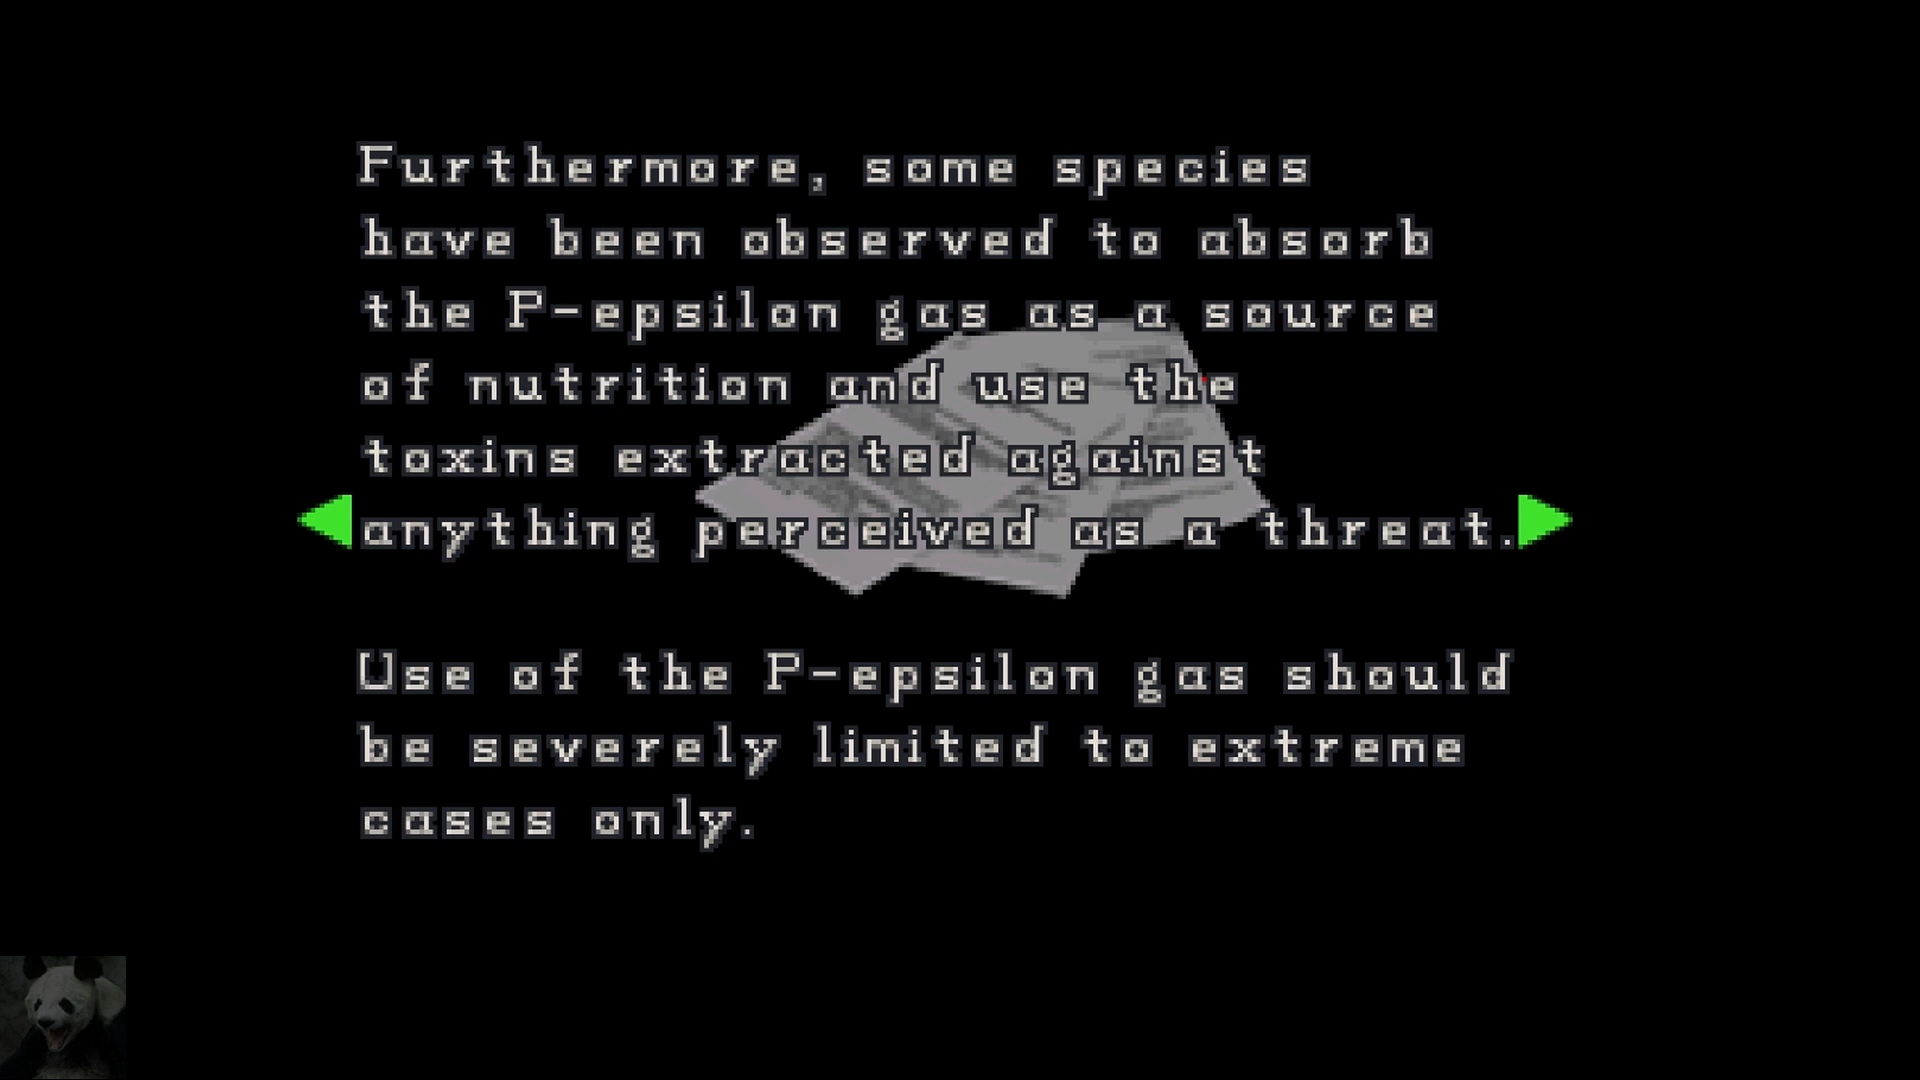 Furthermore, some species
have been observed to absorb
the P-epsilon gas as a source
of nutrition and use the
toxins extracted against
anything perceived as a threat.
Use of the P-epsilon gas should
be severely limited to extreme
cases only.